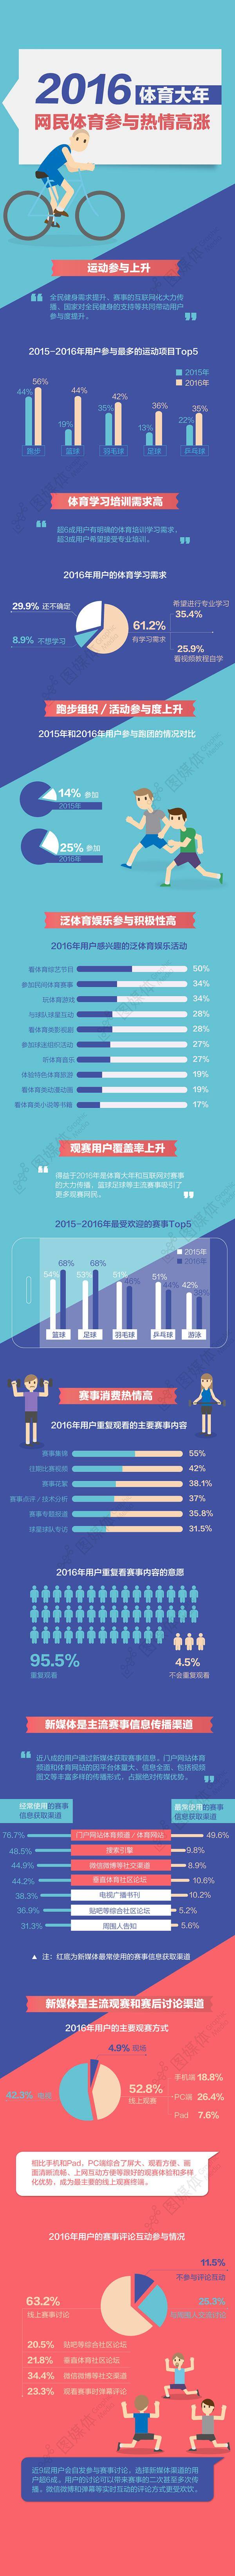 2016体育大年
网民体育参与热情高涨
运动参与上升
全民健身需求提升、赛事的互联网化大力传
播，国家对全民健身的支持等共同带动用户
参与度提升。
2015-2016年用户参与最多的运动项目Top5
2015年
2016年
44% 56% 19% 44% 35% 42% 13% 36% 22% 35%
跑步 篮球 羽毛球 足球 乒乓球
体育学习培训需求高
超6成用户有明确的体育培训学习需求，
超3成用户希望接受专业培训。
2016年用户的体育学习需求
29.9% 还不确定
8.9% 不想学习
61.2%
有学习需求
希望进行专业学习
35.4%
25.9%
看视频教程自学
跑步组织/活动参与度上升
2015年和2016年用户参与跑团的情况对比
14% 参加
2015年
25% 参加
2016年
泛体育娱乐参与积极性高
2016年用户感兴趣的泛体育娱乐活动
看体育综艺节目 50%
参加民间体育赛事 34%
玩体育游戏 34%
与球队球星互动 28%
看体育类影视剧 28%
参加球迷组织活动 27%
听体育音乐 27%
体验特色体育旅游 19%
看体育类动漫动画 19%
看体育类小说等书籍 17%
观赛用户覆盖率上升
得益于2016年是体育大年和互联网对赛事
的大力传播，篮球足球等主流赛事吸引了
更多观赛网民。
2015-2016年最受欢迎的赛事Top5
2015年
2016年
54% 68% 53% 68% 51% 46% 51% 44% 42%
篮球 足球 羽毛球 乒乓球 游泳
赛事消费热情高
2016年用户重复观看的主要赛事内容
赛事集锦 55%
往期比赛视频 42%
赛事花絮 38.1%
赛事点评/技术分析 37%
赛事专题报道 35.8%
球星球队专访 31.5%
2016年用户重复看赛事内容的意愿
95.5%
重复观看
4.5%
不会重复观看
新媒体是主流赛事信息传播渠道
近八成的用户通过新媒体获取赛事信息。门户网站体育
频道和体育网站的因平台体量大、信息全面、包括视频
图文等丰富多样的传播形式，占据绝对传媒优势。
经常使用的赛事
信息获取渠道
最常使用的赛事
信息获取渠道
76.7% 门户网站体育频道/体育网站 49.6%
48.5% 搜索引擎 9.8%
44.9% 微信微博等社交渠道 8.9%
44.2% 垂直体育社区论坛 10.6%
38.3% 电视广播书刊 10.2%
36.9% 贴吧等综合社区论坛 5.2%
31.3% 周围人告知 5.6%
▲ 注：红底为新媒体最常使用的赛事信息获取渠道
新媒体是主流观赛和赛后讨论渠道
2016年用户的主要观赛方式
4.9% 现场
42.3% 电视
52.8%
线上观赛
手机端 18.8%
PC端 26.4%
Pad 7.6%
相比手机和Pad，PC端综合了屏大、观看方便、画
面清晰流畅、上网互动方便等很好的观赛体验和多样
化优势，成为最主要的线上观赛终端。
2016年用户的赛事评论互动参与情况
11.5%
不参与评论互动
25.3%
与周围人交流讨论
63.2%
线上赛事讨论
20.5% 贴吧等综合社区论坛
21.8% 垂直体育社区论坛
34.4% 微信微博等社交渠道
23.3% 观看赛事时弹幕评论
近9层用户会自发参与赛事讨论，选择新媒体渠道的用
户超6成。用户的讨论可以带来赛事的二次甚至多次传
播，微信微博和弹幕等实时互动的评论方式更受欢饮。